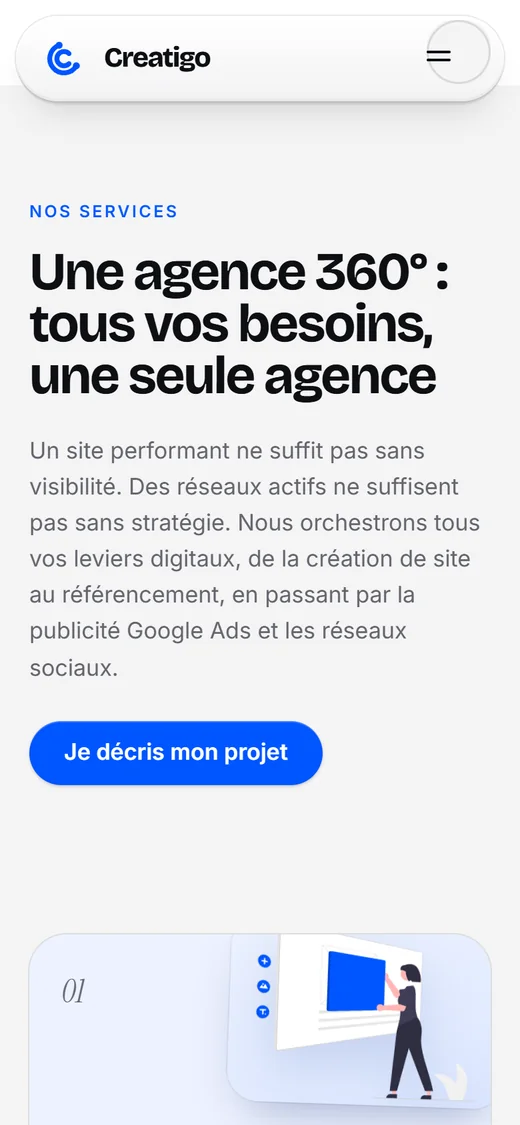 Creatigo
NOS SERVICES
Une agence 360° :
tous vos besoins,
une seule agence
Un site performant ne suffit pas sans
visibilité. Des réseaux actifs ne suffisent
pas sans stratégie. Nous orchestrons tous
vos leviers digitaux, de la création de site
au référencement, en passant par la
publicité Google Ads et les réseaux
sociaux.
Je décris mon projet
01